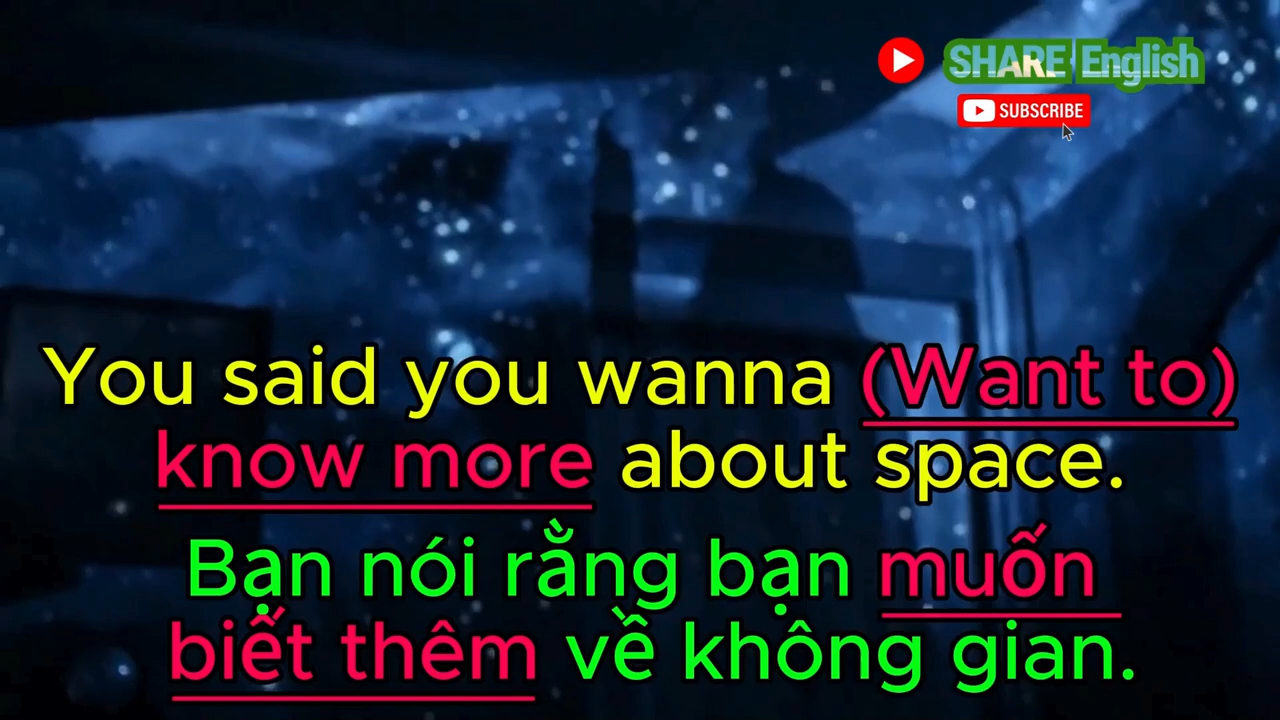 SHARE English
SUBSCRIBE
You said you wanna (Want to)
know more about space.
Bạn nói rằng bạn muốn
biết thêm về không gian.